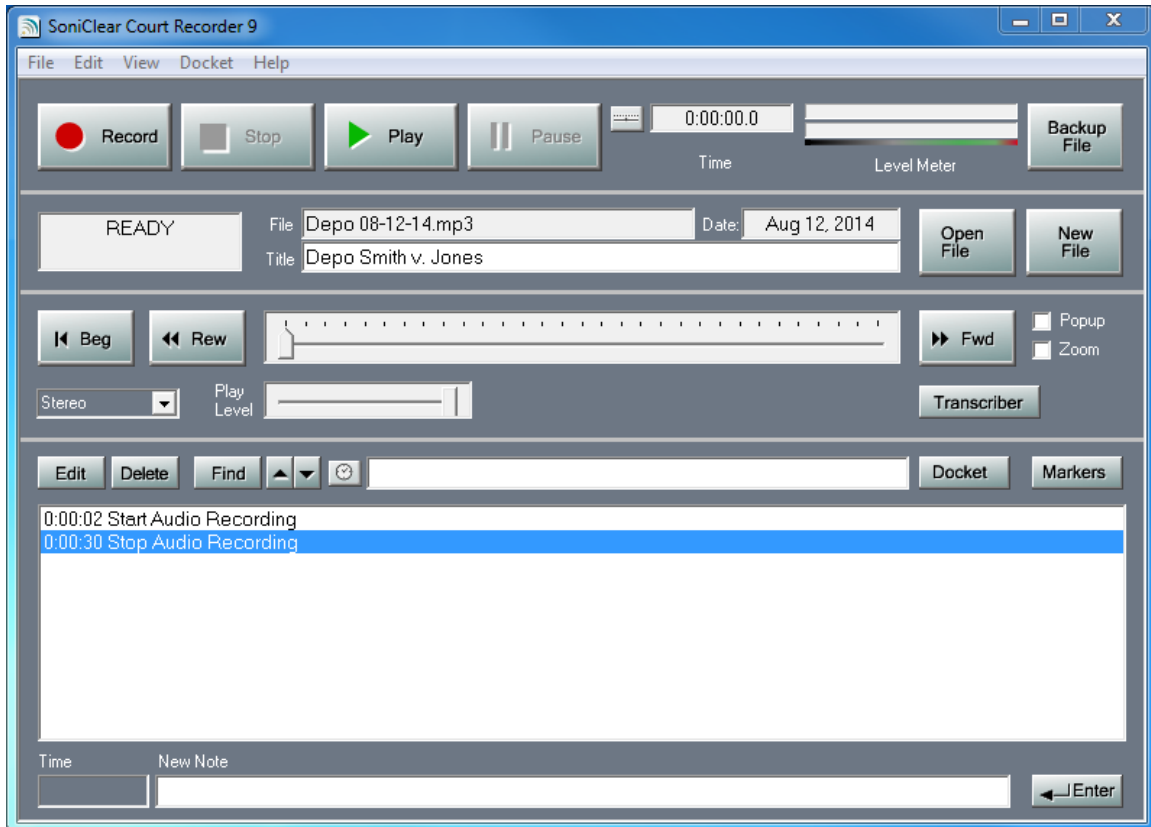 SoniClear Court Recorder 9
File Edit View Docket Help
Record Stop Play Pause 0:00:00.0 Backup File
Time Level Meter
READY File Depo 08-12-14.mp3 Date: Aug 12, 2014 Open File New File
Title Depo Smith v. Jones
Beg Rew Fwd Popup
Zoom
Stereo Play Level Transcriber
Edit Delete Find Docket Markers
0:00:02 Start Audio Recording
0:00:30 Stop Audio Recording
Time New Note
Enter